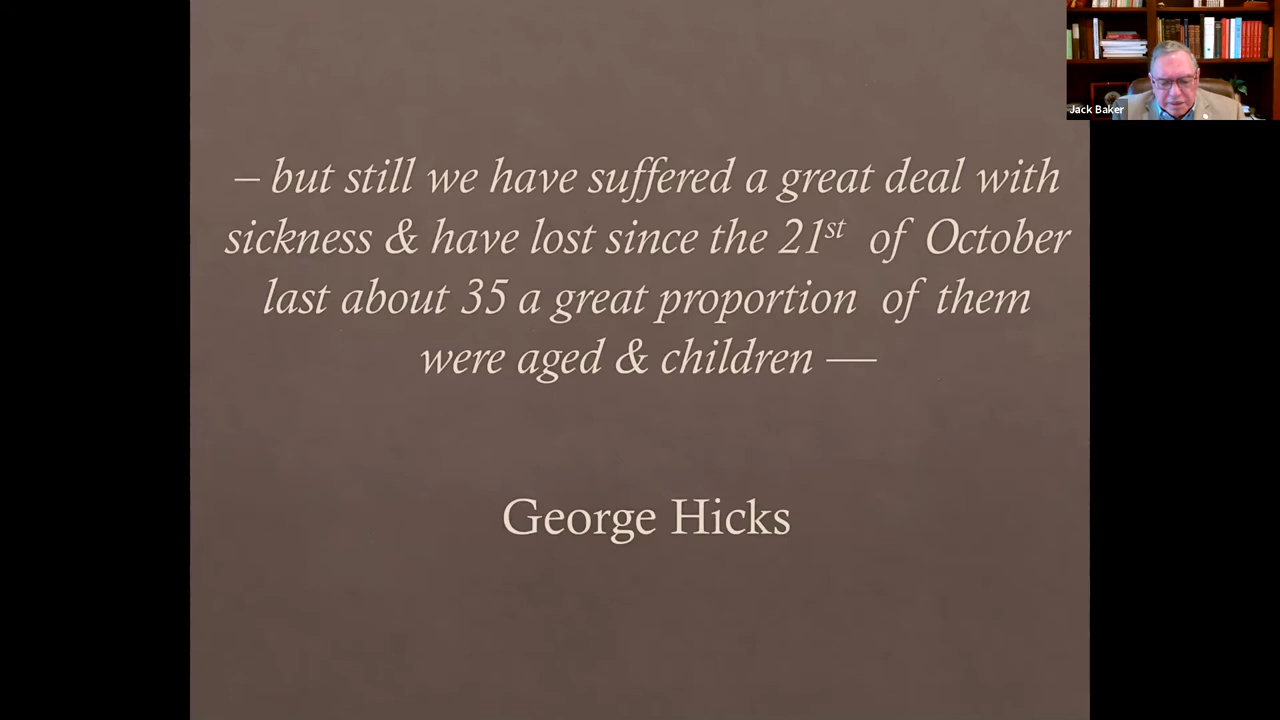 – but still we have suffered a great deal with
sickness & have lost since the 21st of October
last about 35 a great proportion of them
were aged & children —
George Hicks
Jack Baker